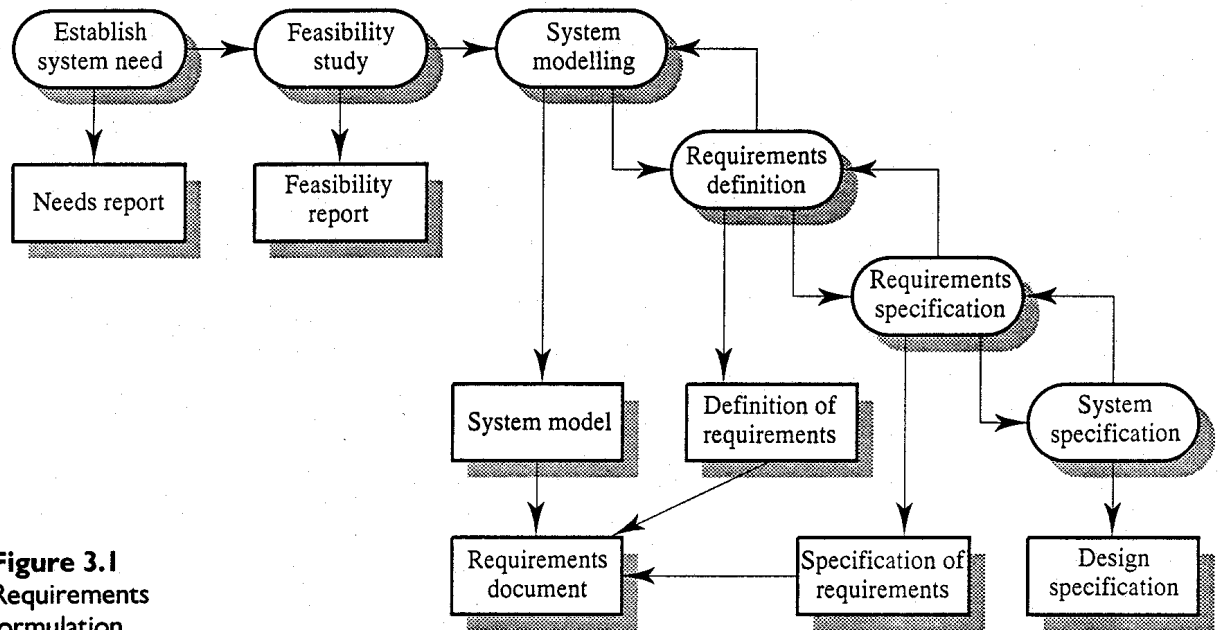 Establish
system need
Feasibility
study
System
modelling
Requirements
definition
Needs report
Feasibility
report
Requirements
specification
System model
Definition of
requirements
System
specification
Requirements
document
Specification of
requirements
Design
specification
Figure 3.1
Requirements
formulation